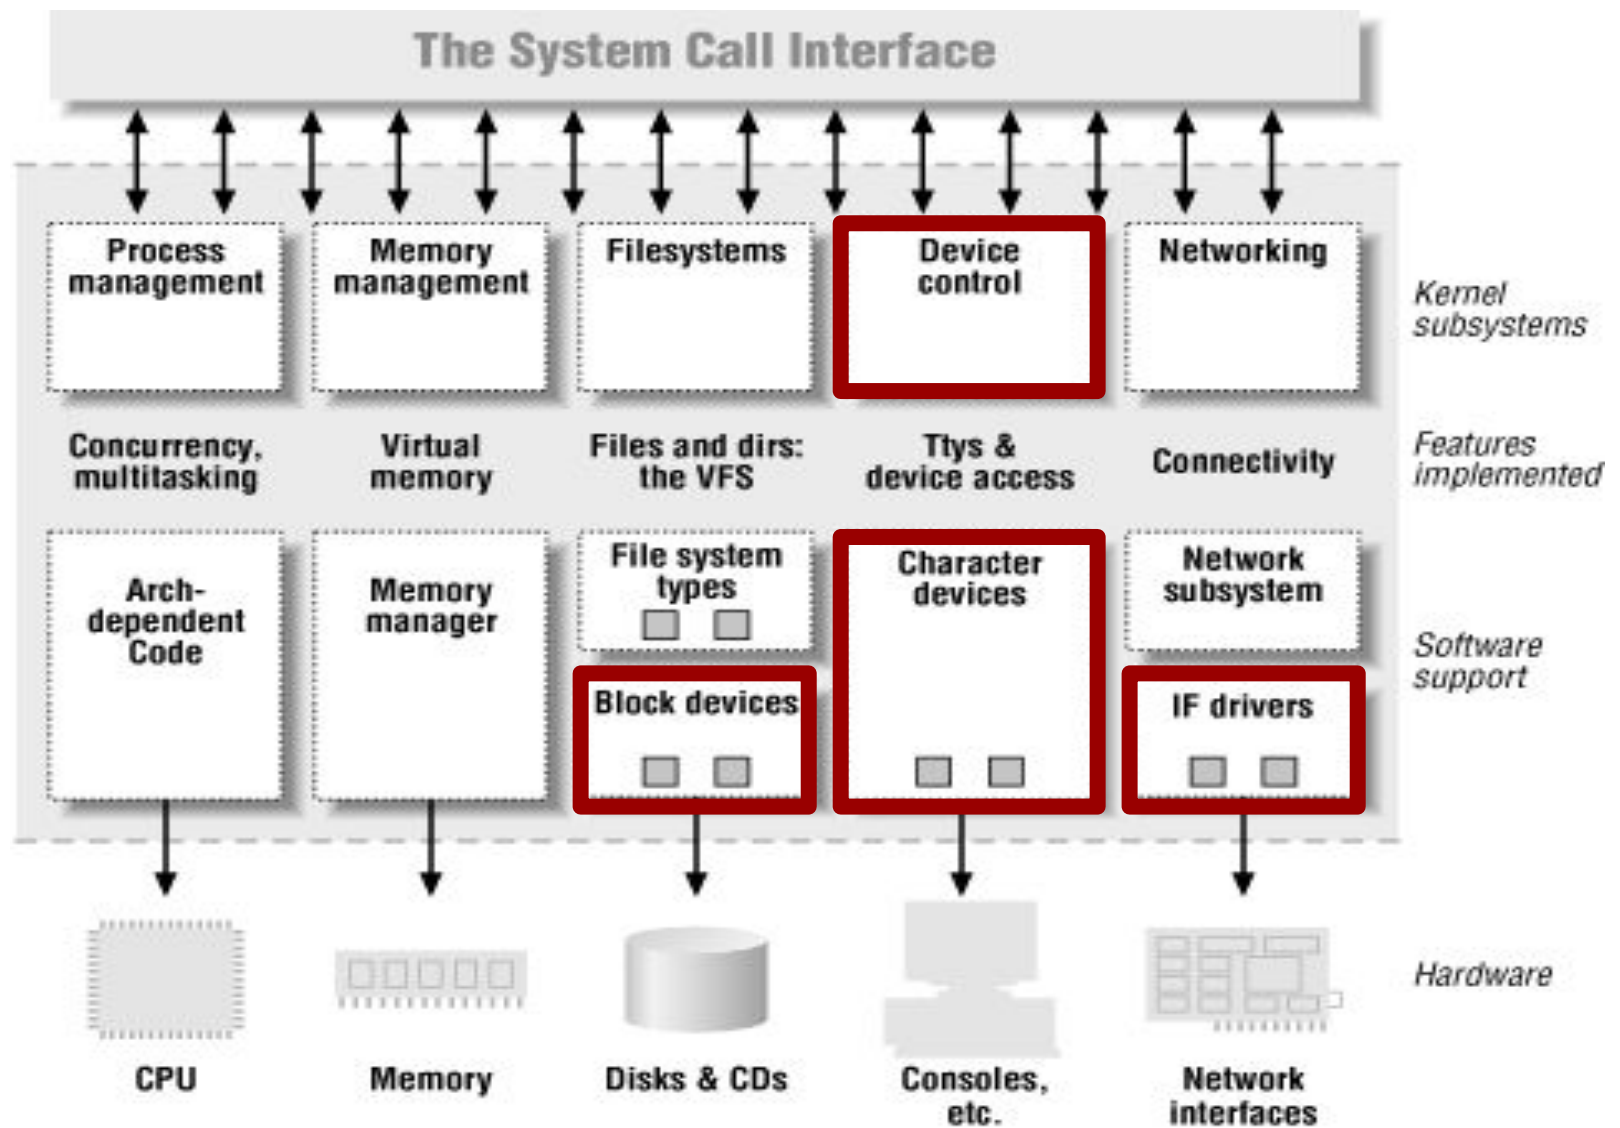 The System Call Interface
Process
management
Memory
management
Filesystems
Device
control
Networking
Kernel
subsystems
Concurrency,
multitasking
Virtual
memory
Files and dirs:
the VFS
Ttys &
device access
Connectivity
Features
implemented
Arch-
dependent
Code
Memory
manager
File system
types
Block devices
Character
devices
Network
subsystem
IF drivers
Software
support
CPU
Memory
Disks & CDs
Consoles,
etc.
Network
interfaces
Hardware